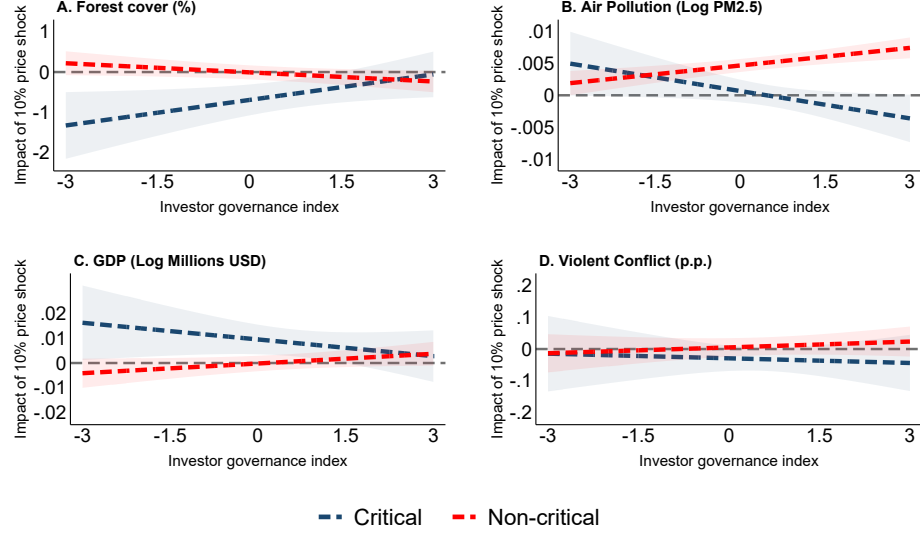 A. Forest cover (%)
Impact of 10% price shock
1
0
-1
-2
-3 -1.5 0 1.5 3
Investor governance index
B. Air Pollution (Log PM2.5)
Impact of 10% price shock
.01
.005
0
-.005
-.01
-3 -1.5 0 1.5 3
Investor governance index
C. GDP (Log Millions USD)
Impact of 10% price shock
.02
.01
0
-.01
-.02
-3 -1.5 0 1.5 3
Investor governance index
D. Violent Conflict (p.p.)
Impact of 10% price shock
.2
.1
0
-.1
-.2
-3 -1.5 0 1.5 3
Investor governance index
Critical Non-critical